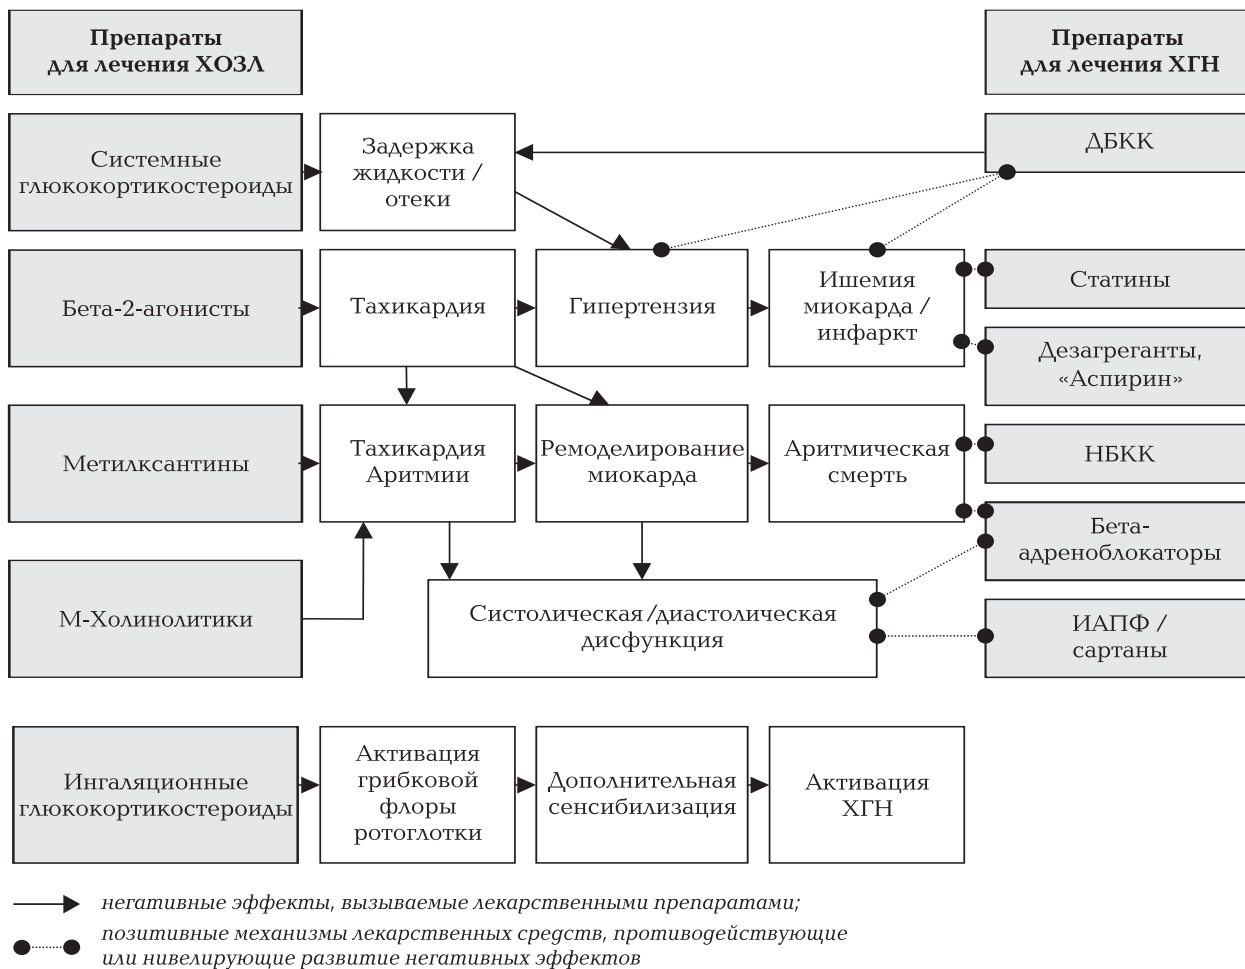 Препараты
для лечения ХОЗЛ
Препараты
для лечения ХГН
Системные
глюкокортикостероиды
Задержка
жидкости /
отеки
ДБКК
Бета-2-агонисты
Тахикардия
Гипертензия
Ишемия
миокарда /
инфаркт
Статины
Дезагреганты,
«Аспирин»
Метилксантины
Тахикардия
Аритмии
Ремоделирование
миокарда
Аритмическая
смерть
НБКК
Бета-
адреноблокаторы
М-Холинолитики
Систолическая/диастолическая
дисфункция
ИАПФ /
сартаны
Ингаляционные
глюкокортикостероиды
Активация
грибковой
флоры
ротоглотки
Дополнительная
сенсибилизация
Активация
ХГН
негативные эффекты, вызываемые лекарственными препаратами;
позитивные механизмы лекарственных средств, противодействующие
или нивелирующие развитие негативных эффектов